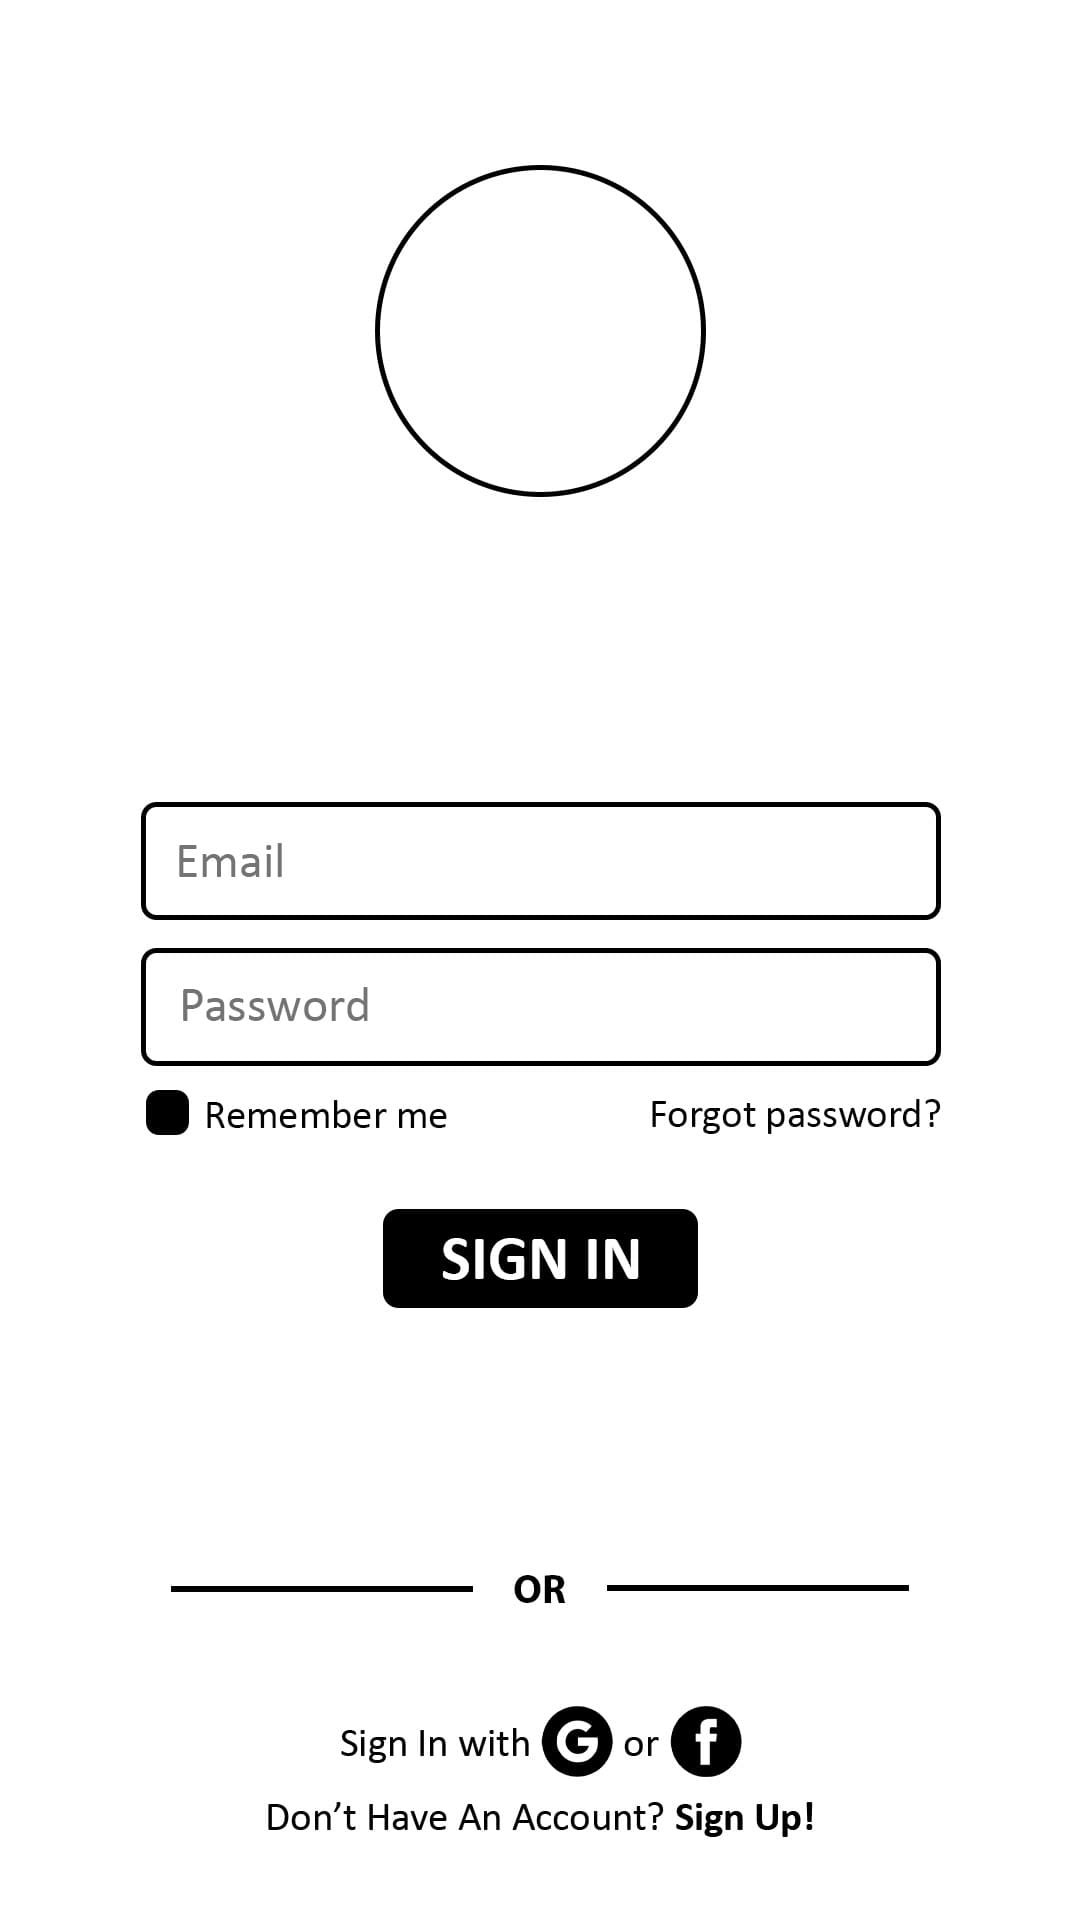 Email
Password
Remember me
Forgot password?
SIGN IN
OR
Sign In with G or f
Don’t Have An Account? Sign Up!